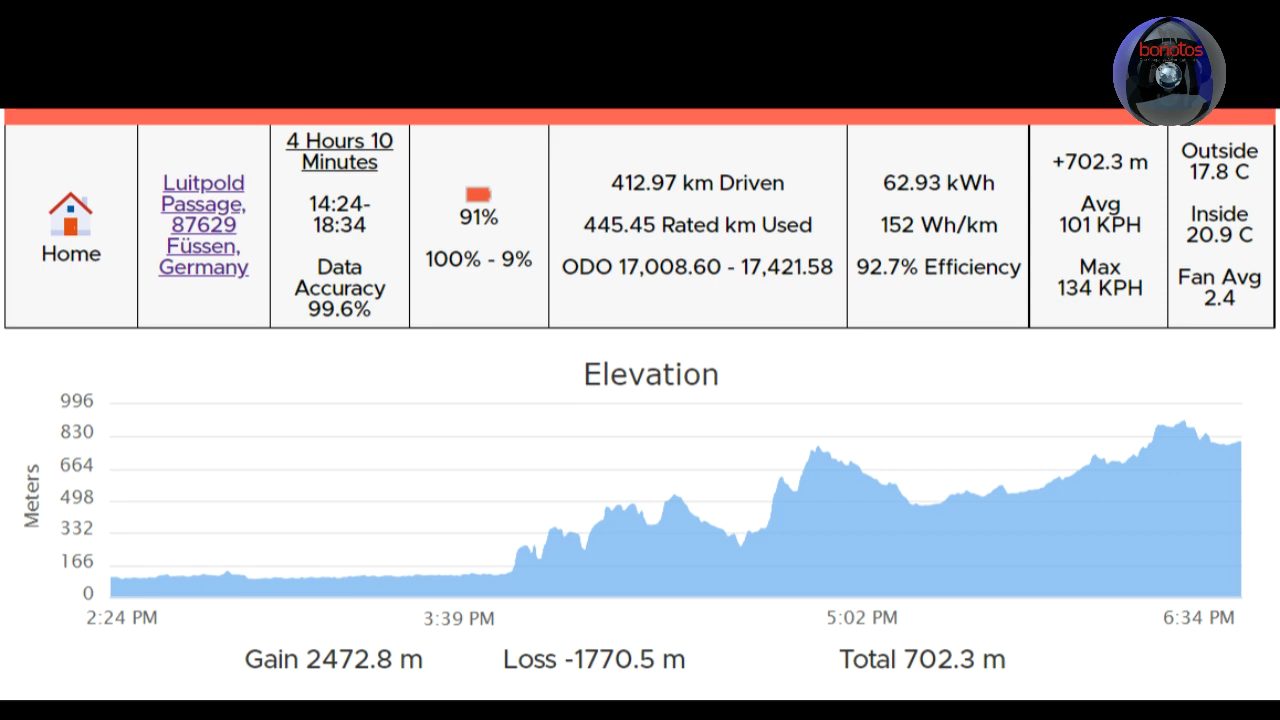 bonotos
Home
Luitpold
Passage,
87629
Füssen,
Germany
4 Hours 10
Minutes
14:24-
18:34
Data
Accuracy
99.6%
91%
100% - 9%
412.97 km Driven
445.45 Rated km Used
ODO 17,008.60 - 17,421.58
62.93 kWh
152 Wh/km
92.7% Efficiency
+702.3 m
Avg
101 KPH
Max
134 KPH
Outside
17.8 C
Inside
20.9 C
Fan Avg
2.4
Elevation
Meters
996
830
664
498
332
166
0
2:24 PM
3:39 PM
5:02 PM
6:34 PM
Gain 2472.8 m
Loss -1770.5 m
Total 702.3 m